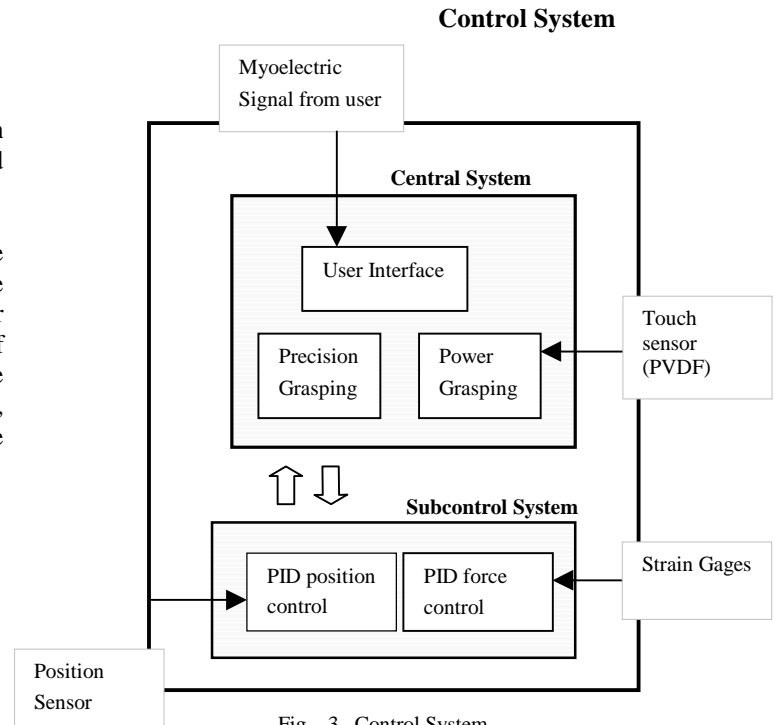 Control System
Myoelectric
Signal from user
Central System
User Interface
Precision
Grasping
Power
Grasping
Touch
sensor
(PVDF)
Subcontrol System
PID position
control
PID force
control
Strain Gages
Position
Sensor
Fig. 3 Control System